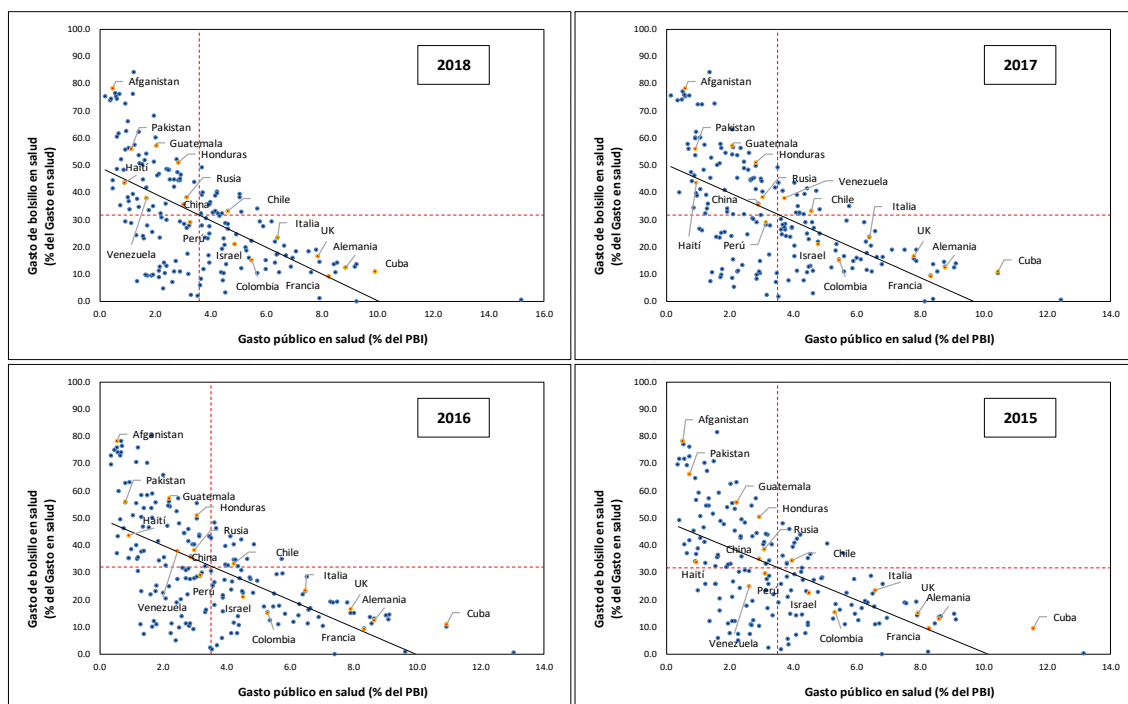 2018
Gasto de bolsillo en salud
(% del Gasto en salud)
100.0
90.0
80.0
70.0
60.0
50.0
40.0
30.0
20.0
10.0
0.0
Afganistan
Pakistan
Guatemala
Honduras
Haití
Rusia
China
Chile
Italia
Perú
UK
Venezuela
Israel
Alemania
Colombia
Francia
Cuba
0.0 2.0 4.0 6.0 8.0 10.0 12.0 14.0 16.0
Gasto público en salud (% del PBI)
2017
Gasto de bolsillo en salud
(% del Gasto en salud)
100.0
90.0
80.0
70.0
60.0
50.0
40.0
30.0
20.0
10.0
0.0
Afganistan
Pakistan
Guatemala
Honduras
Rusia
Venezuela
China
Chile
Italia
Haití
Perú
UK
Israel
Alemania
Colombia
Francia
Cuba
0.0 2.0 4.0 6.0 8.0 10.0 12.0 14.0
Gasto público en salud (% del PBI)
2016
Gasto de bolsillo en salud
(% del Gasto en salud)
100.0
90.0
80.0
70.0
60.0
50.0
40.0
30.0
20.0
10.0
0.0
Afganistan
Pakistan
Guatemala
Honduras
Haití
Rusia
China
Chile
Italia
Perú
UK
Venezuela
Israel
Alemania
Colombia
Francia
Cuba
0.0 2.0 4.0 6.0 8.0 10.0 12.0 14.0
Gasto público en salud (% del PBI)
2015
Gasto de bolsillo en salud
(% del Gasto en salud)
100.0
90.0
80.0
70.0
60.0
50.0
40.0
30.0
20.0
10.0
0.0
Afganistan
Pakistan
Guatemala
Honduras
Rusia
China
Chile
Haití
Perú
Italia
UK
Israel
Alemania
Venezuela
Colombia
Francia
Cuba
0.0 2.0 4.0 6.0 8.0 10.0 12.0 14.0
Gasto público en salud (% del PBI)